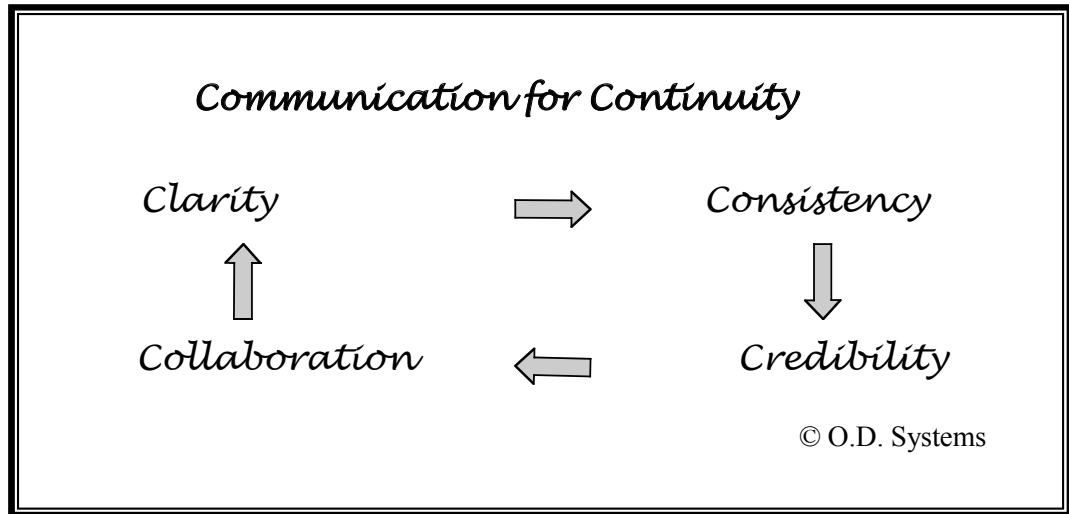 Communication for Continuity
Clarity Consistency
Collaboration Credibility
© O.D. Systems